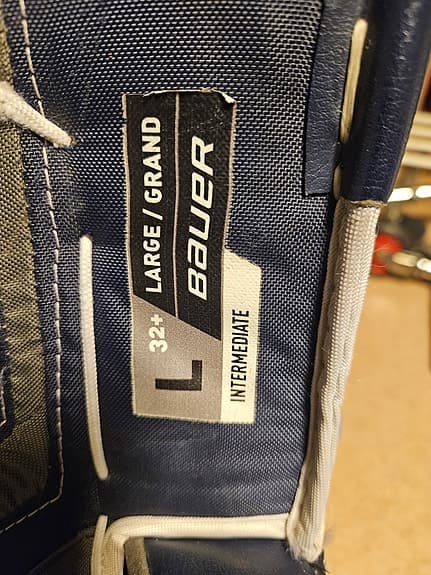 L 32+ LARGE / GRAND
BAUER
INTERMEDIATE